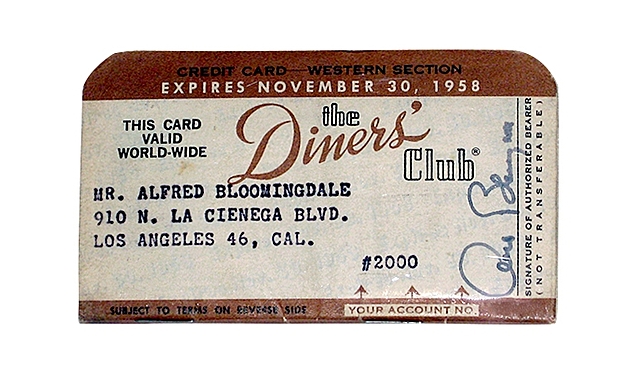 CREDIT CARD—WESTERN SECTION
EXPIRES NOVEMBER 30, 1958
THIS CARD
VALID
WORLD-WIDE
the
Diners'
Club®
MR. ALFRED BLOOMINGDALE
910 N. LA CIENEGA BLVD.
LOS ANGELES 46, CAL.
#2000
SUBJECT TO TERMS ON REVERSE SIDE
YOUR ACCOUNT NO.
SIGNATURE OF AUTHORIZED BEARER
(NOT TRANSFERABLE)